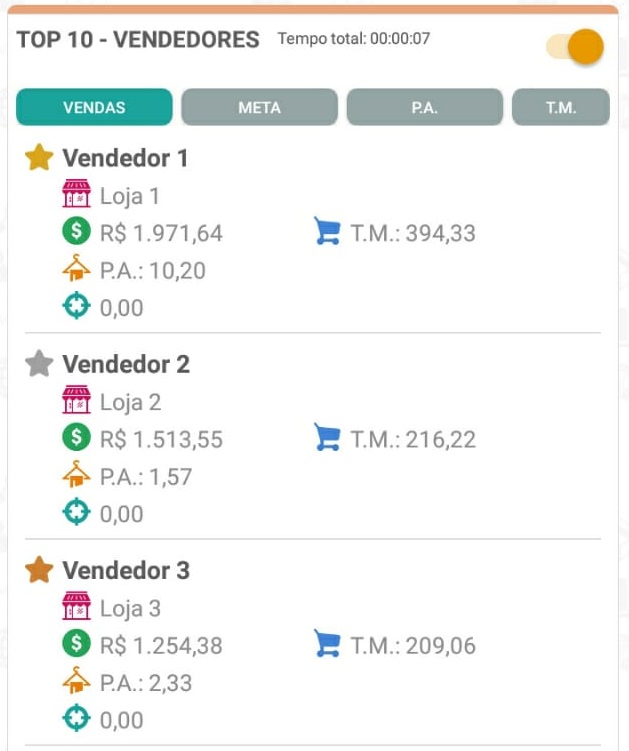 TOP 10 - VENDEDORES Tempo total: 00:00:07
VENDAS META P.A. T.M.
Vendedor 1
Loja 1
R$ 1.971,64 T.M.: 394,33
P.A.: 10,20
0,00
Vendedor 2
Loja 2
R$ 1.513,55 T.M.: 216,22
P.A.: 1,57
0,00
Vendedor 3
Loja 3
R$ 1.254,38 T.M.: 209,06
P.A.: 2,33
0,00